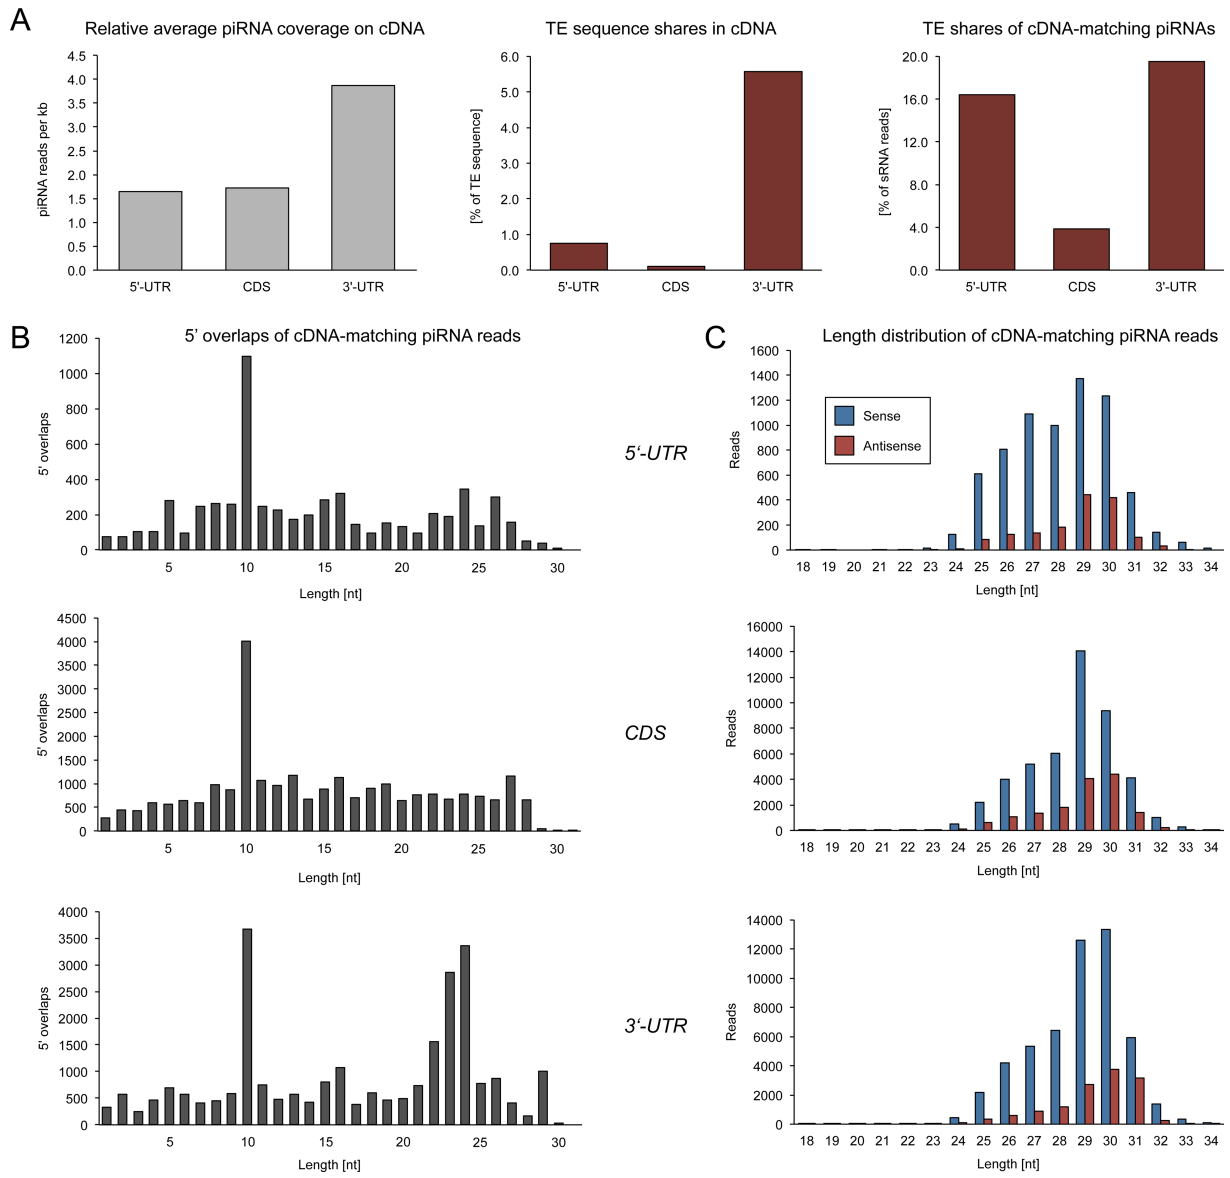 A
Relative average piRNA coverage on cDNA
TE sequence shares in cDNA
TE shares of cDNA-matching piRNAs
piRNA reads per kb
4.5
4.0
3.5
3.0
2.5
2.0
1.5
1.0
0.5
0.0
5'-UTR CDS 3'-UTR
[% of TE sequence]
6.0
5.0
4.0
3.0
2.0
1.0
0.0
5'-UTR CDS 3'-UTR
[% of sRNA reads]
20.0
16.0
12.0
8.0
4.0
0.0
5'-UTR CDS 3'-UTR
B
5’ overlaps of cDNA-matching piRNA reads
5' overlaps
1200
1000
800
600
400
200
0
5 10 15 20 25 30
Length [nt]
5‘-UTR
C
Length distribution of cDNA-matching piRNA reads
Reads
1600
1400
1200
1000
800
600
400
200
0
Sense
Antisense
18 19 20 21 22 23 24 25 26 27 28 29 30 31 32 33 34
Length [nt]
5' overlaps
4500
4000
3500
3000
2500
2000
1500
1000
500
0
5 10 15 20 25 30
Length [nt]
CDS
Reads
16000
14000
12000
10000
8000
6000
4000
2000
0
18 19 20 21 22 23 24 25 26 27 28 29 30 31 32 33 34
Length [nt]
5' overlaps
4000
3500
3000
2500
2000
1500
1000
500
0
5 10 15 20 25 30
Length [nt]
3‘-UTR
Reads
14000
12000
10000
8000
6000
4000
2000
0
18 19 20 21 22 23 24 25 26 27 28 29 30 31 32 33 34
Length [nt]